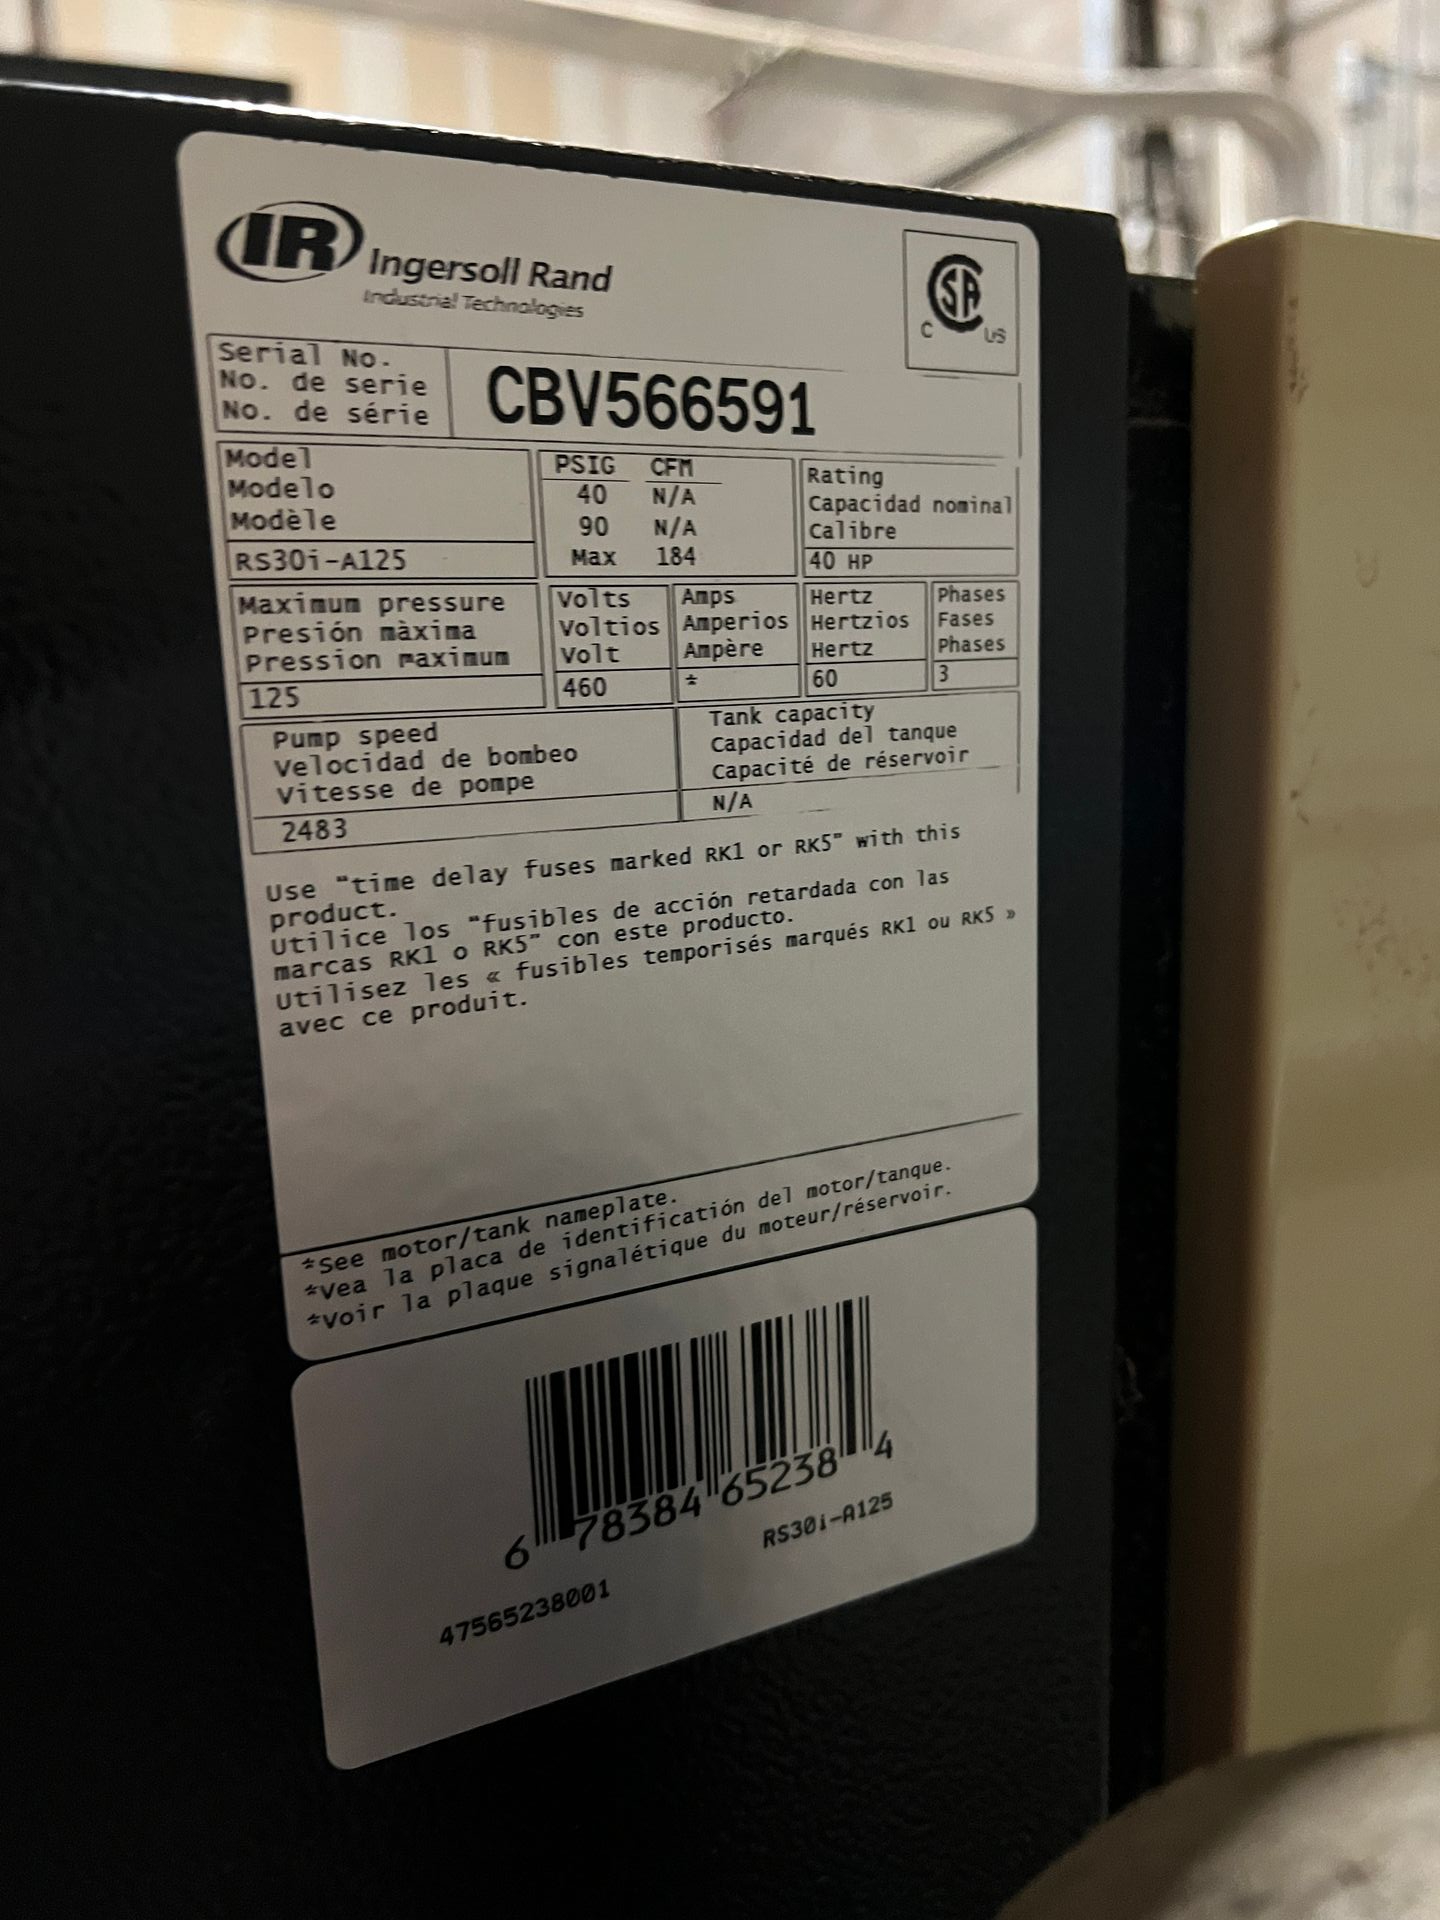 IR Ingersoll Rand
Industrial Technologies
CSA
C US
Serial No.
No. de serie
No. de série
CBV566591
Model
Modelo
Modèle
RS30i-A125
PSIG CFM
40 N/A
90 N/A
Max 184
Rating
Capacidad nominal
Calibre
40 HP
Maximum pressure
Presión màxima
Pression maximum
125
Volts
Voltios
Volt
460
Amps
Amperios
Ampère
*
Hertz
Hertzios
Hertz
60
Phases
Fases
Phases
3
Pump speed
Velocidad de bombeo
Vitesse de pompe
2483
Tank capacity
Capacidad del tanque
Capacité de réservoir
N/A
Use "time delay fuses marked RK1 or RK5" with this
product.
Utilice los "fusibles de acción retardada con las
marcas RK1 o RK5" con este producto.
Utilisez les « fusibles temporisés marqués RK1 ou RK5 »
avec ce produit.
*See motor/tank nameplate.
*Vea la placa de identificatión del motor/tanque.
*Voir la plaque signalétique du moteur/réservoir.
6 78384 65238 4
47565238001 RS30i-A125